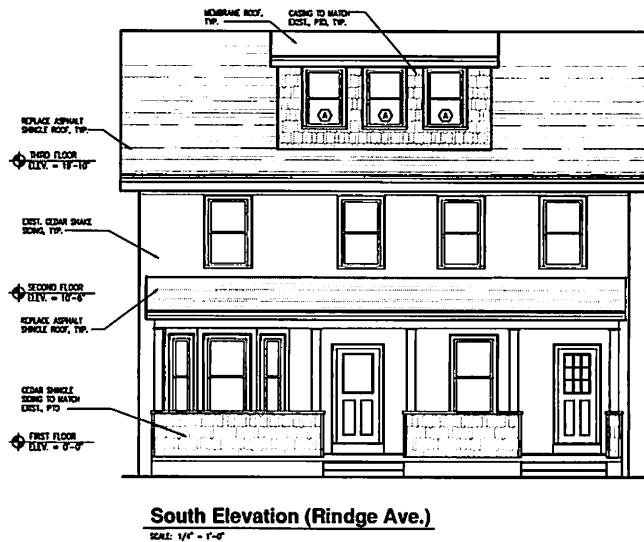 MEMBRANE ROOF,
TYP.
CASING TO MATCH
EXIST., PTD, TYP.
A
A
A
REPLACE ASPHALT
SHINGLE ROOF, TYP.
THIRD FLOOR
ELEV. = 19'-10"
EXIST. CEDAR SHAKE
SIDING, TYP.
SECOND FLOOR
ELEV. = 10'-6"
REPLACE ASPHALT
SHINGLE ROOF, TYP.
CEDAR SHINGLE
SIDING TO MATCH
EXIST., PTD
FIRST FLOOR
ELEV. = 0'-0"
South Elevation (Rindge Ave.)
SCALE: 1/4" = 1'-0"